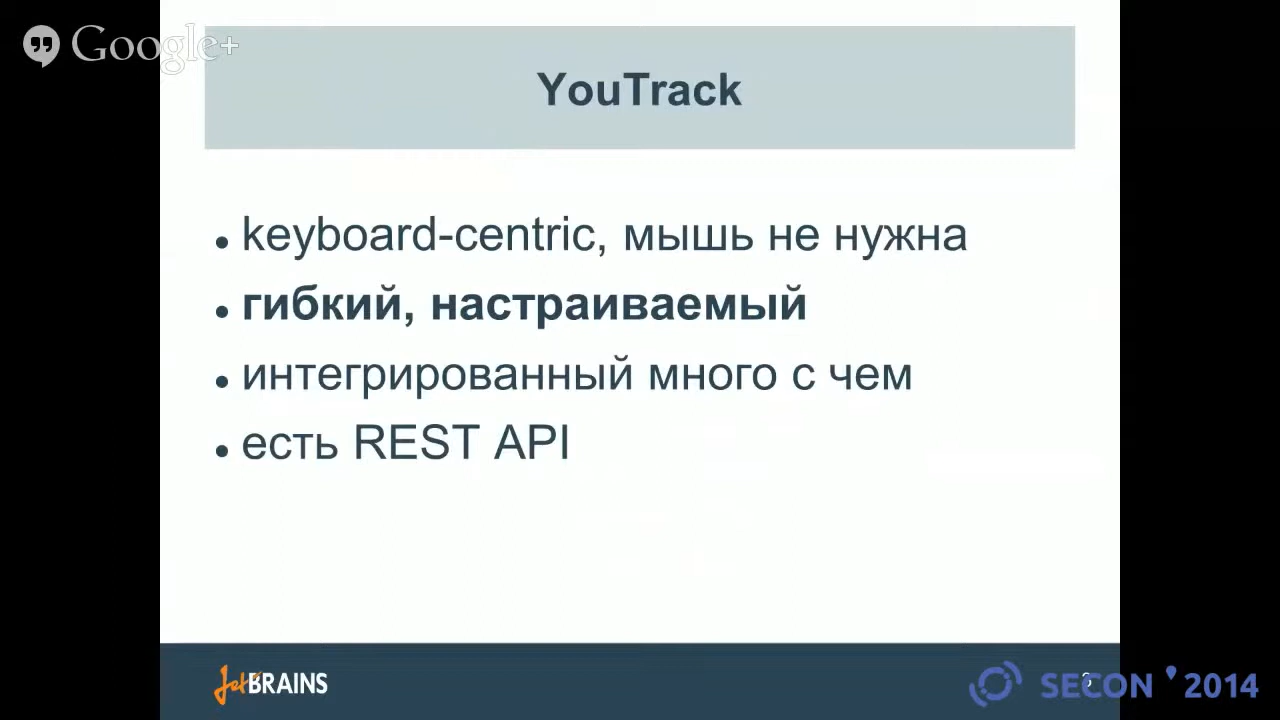 Google+
YouTrack
• keyboard-centric, мышь не нужна
• гибкий, настраиваемый
• интегрированный много с чем
• есть REST API
JetBRAINS
SECON ' 2014